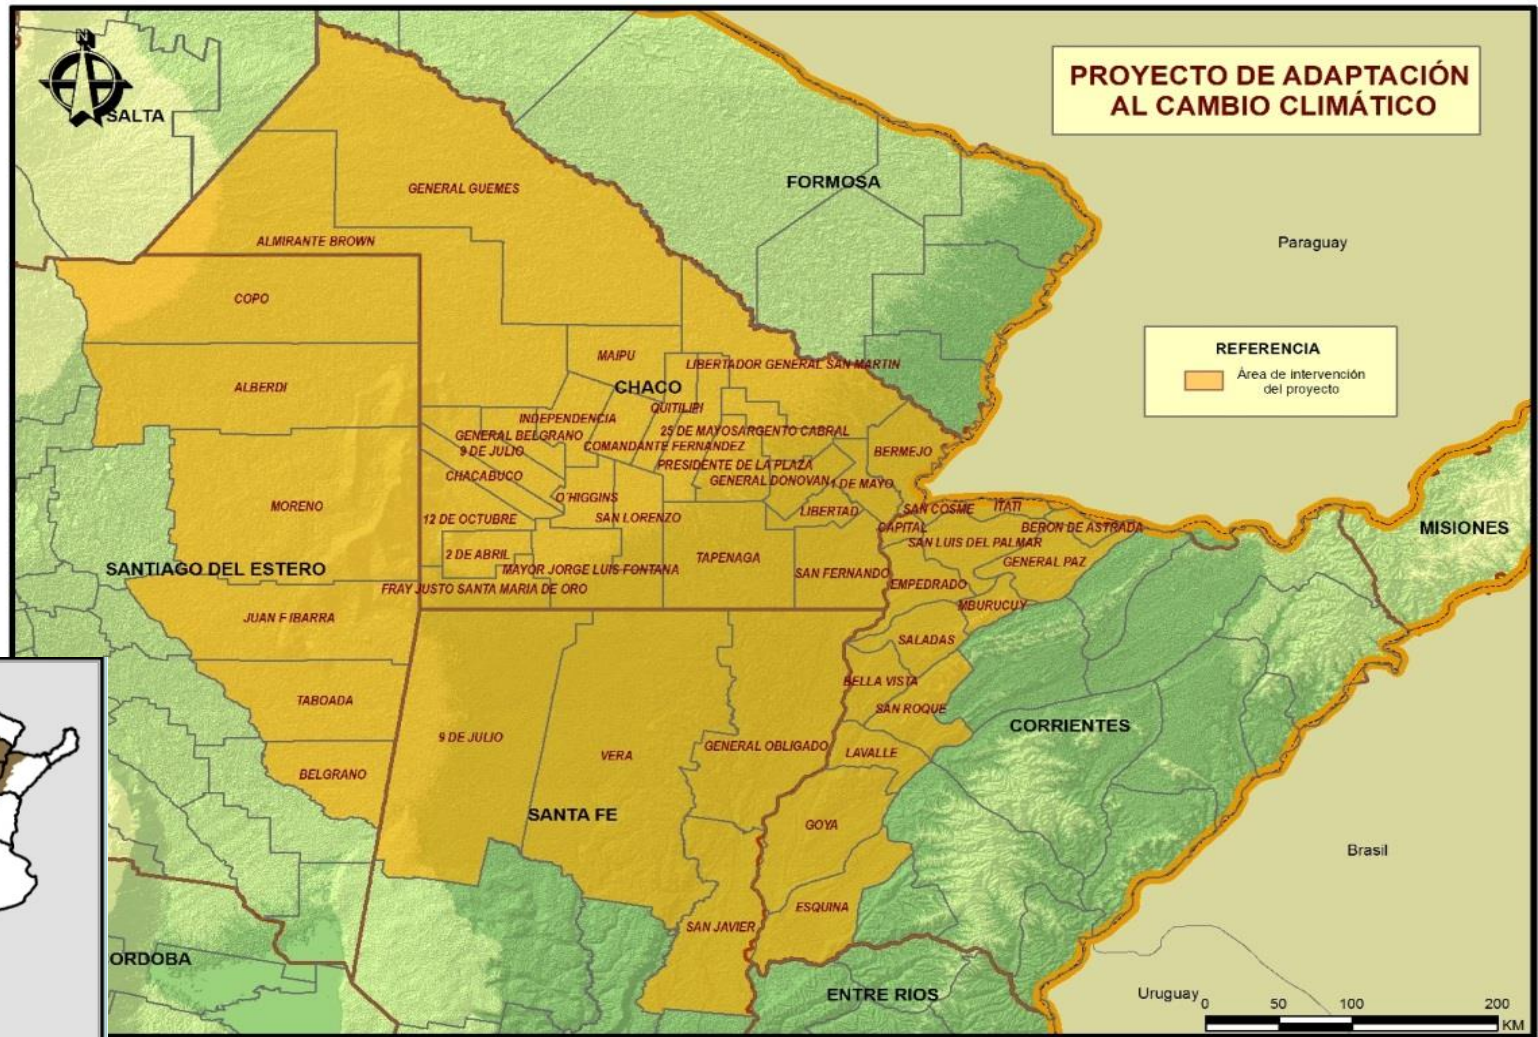 N
SALTA
PROYECTO DE ADAPTACIÓN
AL CAMBIO CLIMÁTICO
FORMOSA
GENERAL GUEMES
ALMIRANTE BROWN
Paraguay
COPO
REFERENCIA
Área de intervención
del proyecto
MAIPU
LIBERTADOR GENERAL SAN MARTIN
ALBERDI
CHACO
QUITILIPI
INDEPENDENCIA
25 DE MAYO
SARGENTO CABRAL
GENERAL BELGRANO
COMANDANTE FERNANDEZ
9 DE JULIO
BERMEJO
PRESIDENTE DE LA PLAZA
CHACABUCO
GENERAL DONOVAN
1 DE MAYO
O'HIGGINS
MORENO
SAN COSME
ITATI
LIBERTAD
12 DE OCTUBRE
SAN LORENZO
CAPITAL
BERON DE ASTRADA
MISIONES
SAN LUIS DEL PALMAR
2 DE ABRIL
TAPENAGA
GENERAL PAZ
SANTIAGO DEL ESTERO
MAYOR JORGE LUIS FONTANA
SAN FERNANDO
EMPEDRADO
FRAY JUSTO SANTA MARIA DE ORO
MBURUCUY
JUAN F IBARRA
SALADAS
BELLA VISTA
TABOADA
SAN ROQUE
CORRIENTES
9 DE JULIO
GENERAL OBLIGADO
VERA
LAVALLE
BELGRANO
SANTA FE
GOYA
Brasil
ESQUINA
SAN JAVIER
ORDOBA
ENTRE RIOS
Uruguay
0 50 100 200
KM